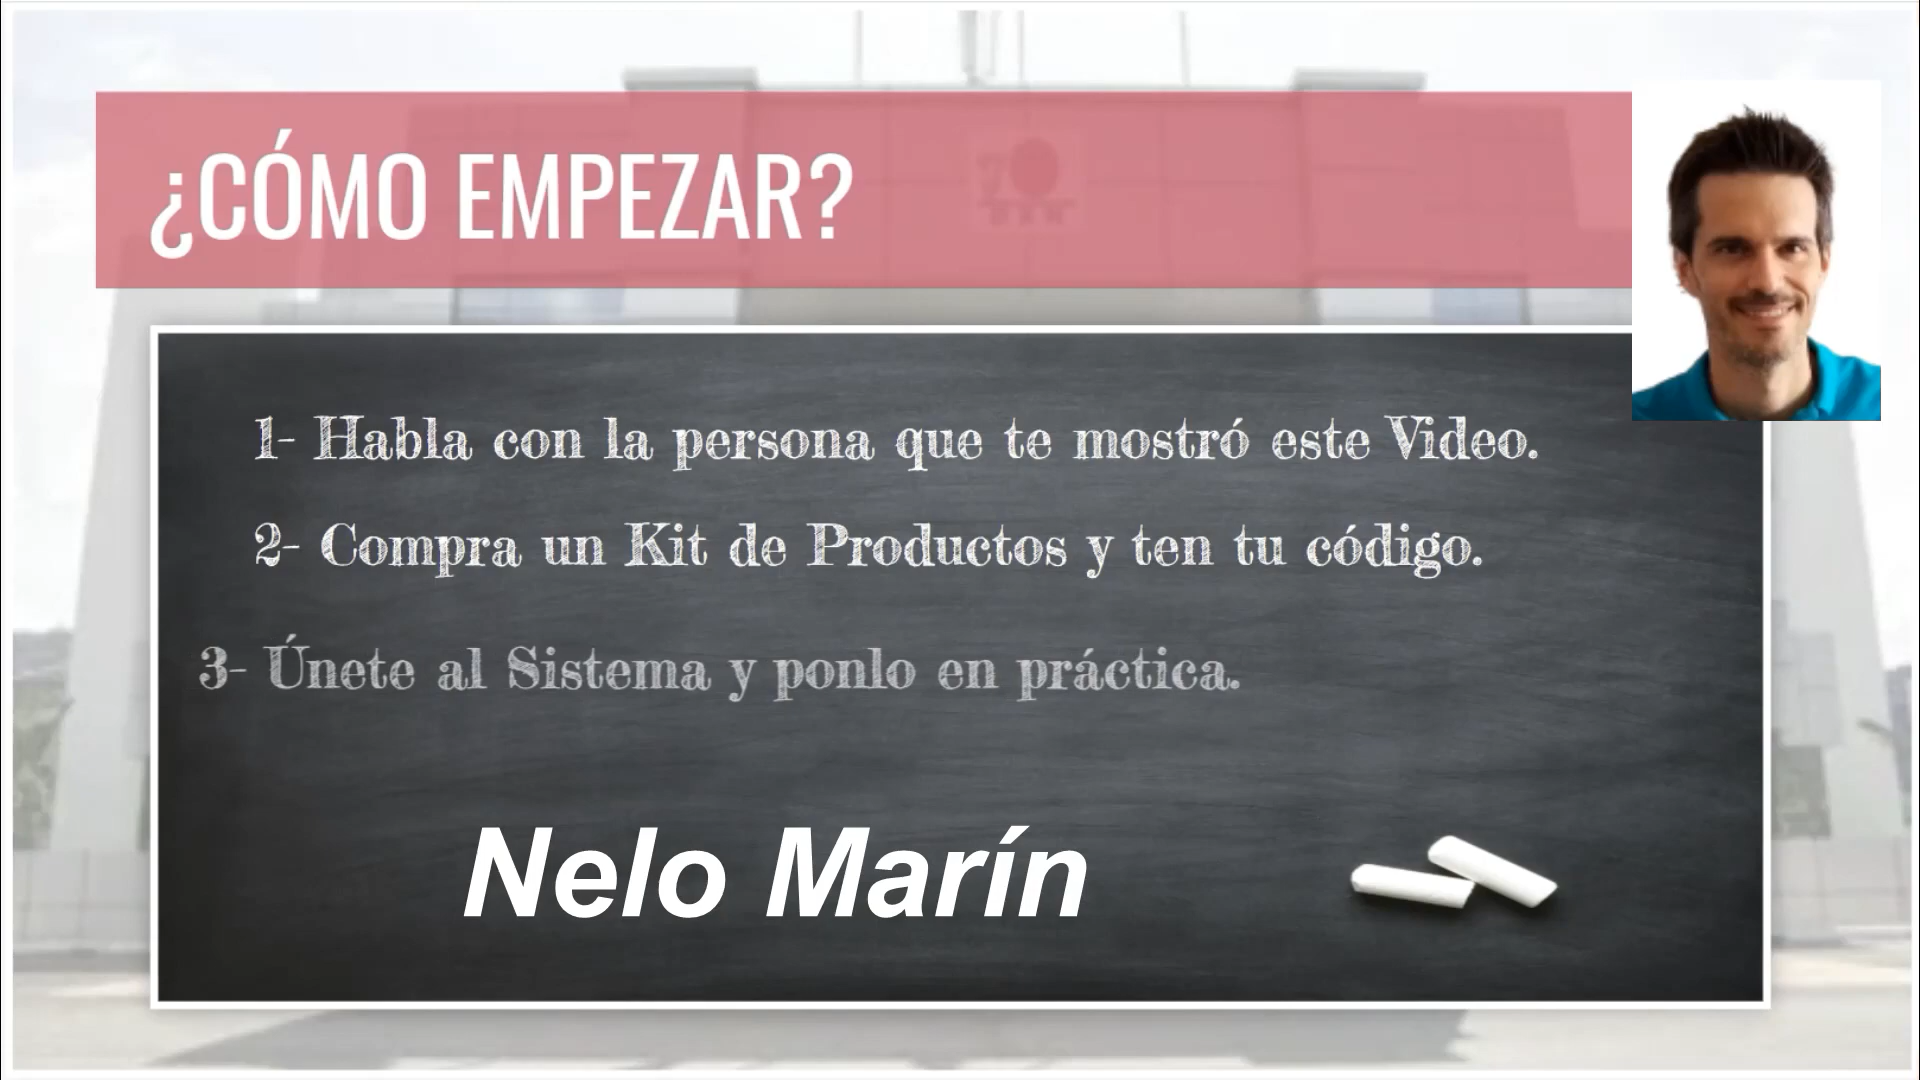 ¿CÓMO EMPEZAR?
1- Habla con la persona que te mostró este Video.
2- Compra un Kit de Productos y ten tu código.
3- Únete al Sistema y ponlo en práctica.
Nelo Marín